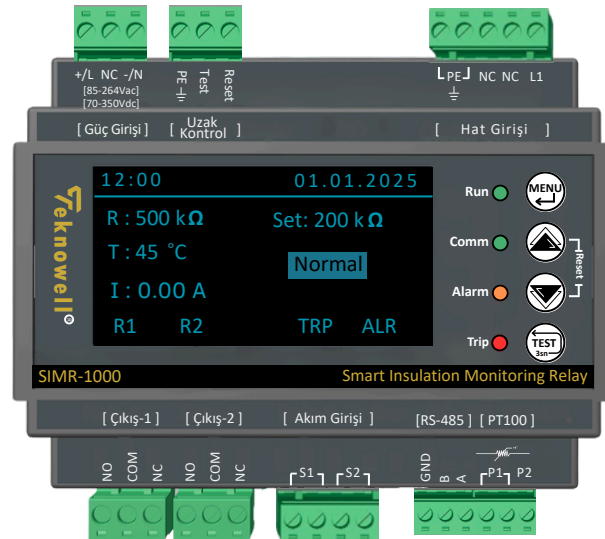 +/L NC -/N
[85-264Vac]
[70-350Vdc]
PE Test Reset
PE NC NC L1
[ Güç Girişi ] [ Uzak Kontrol ] [ Hat Girişi ]
Teknowell
12:00 01.01.2025
R : 500 kΩ Set: 200 kΩ
T : 45 °C
Normal
I : 0.00 A
R1 R2 TRP ALR
Run MENU
Comm
Reset
Alarm
Trip TEST
3sn
SIMR-1000 Smart Insulation Monitoring Relay
[ Çıkış-1 ] [ Çıkış-2 ] [ Akım Girişi ] [RS-485 ] [ PT100 ]
NO COM NC NO COM NC S1 S2 GND B A P1 P2